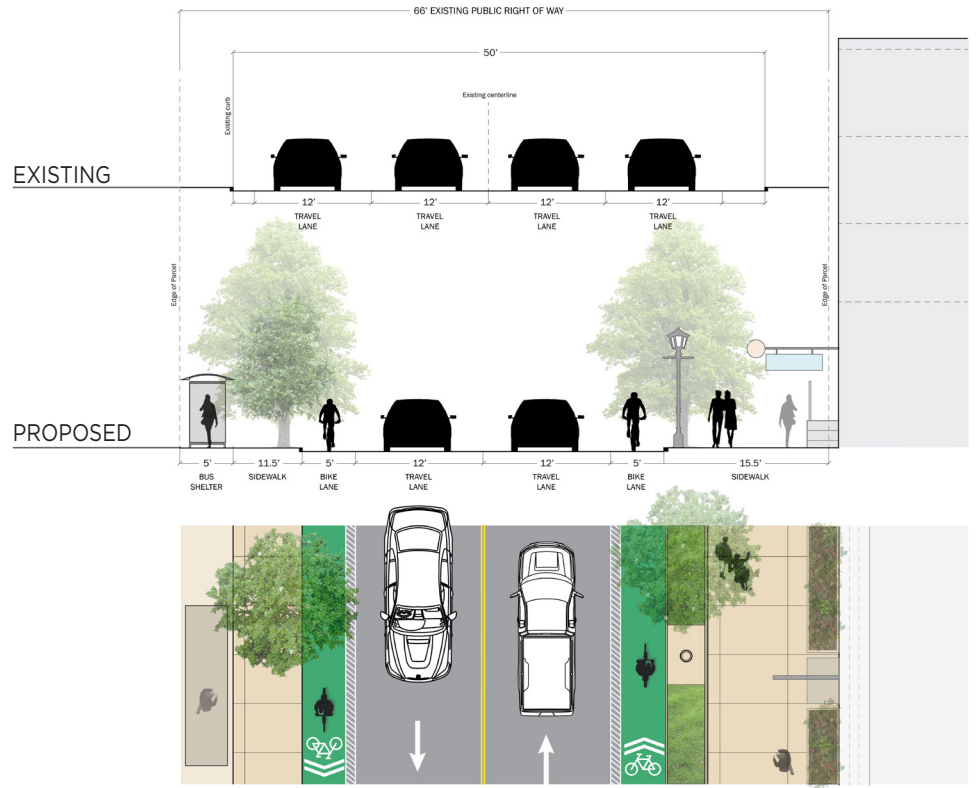 66' EXISTING PUBLIC RIGHT OF WAY
50'
Existing curb
Existing centerline
EXISTING
12' 12' 12' 12'
TRAVEL LANE
TRAVEL LANE
TRAVEL LANE
TRAVEL LANE
Edge of Parcel
Edge of Parcel
PROPOSED
5' 11.5' 5' 12' 12' 5' 15.5'
BUS SHELTER
SIDEWALK
BIKE LANE
TRAVEL LANE
TRAVEL LANE
BIKE LANE
SIDEWALK